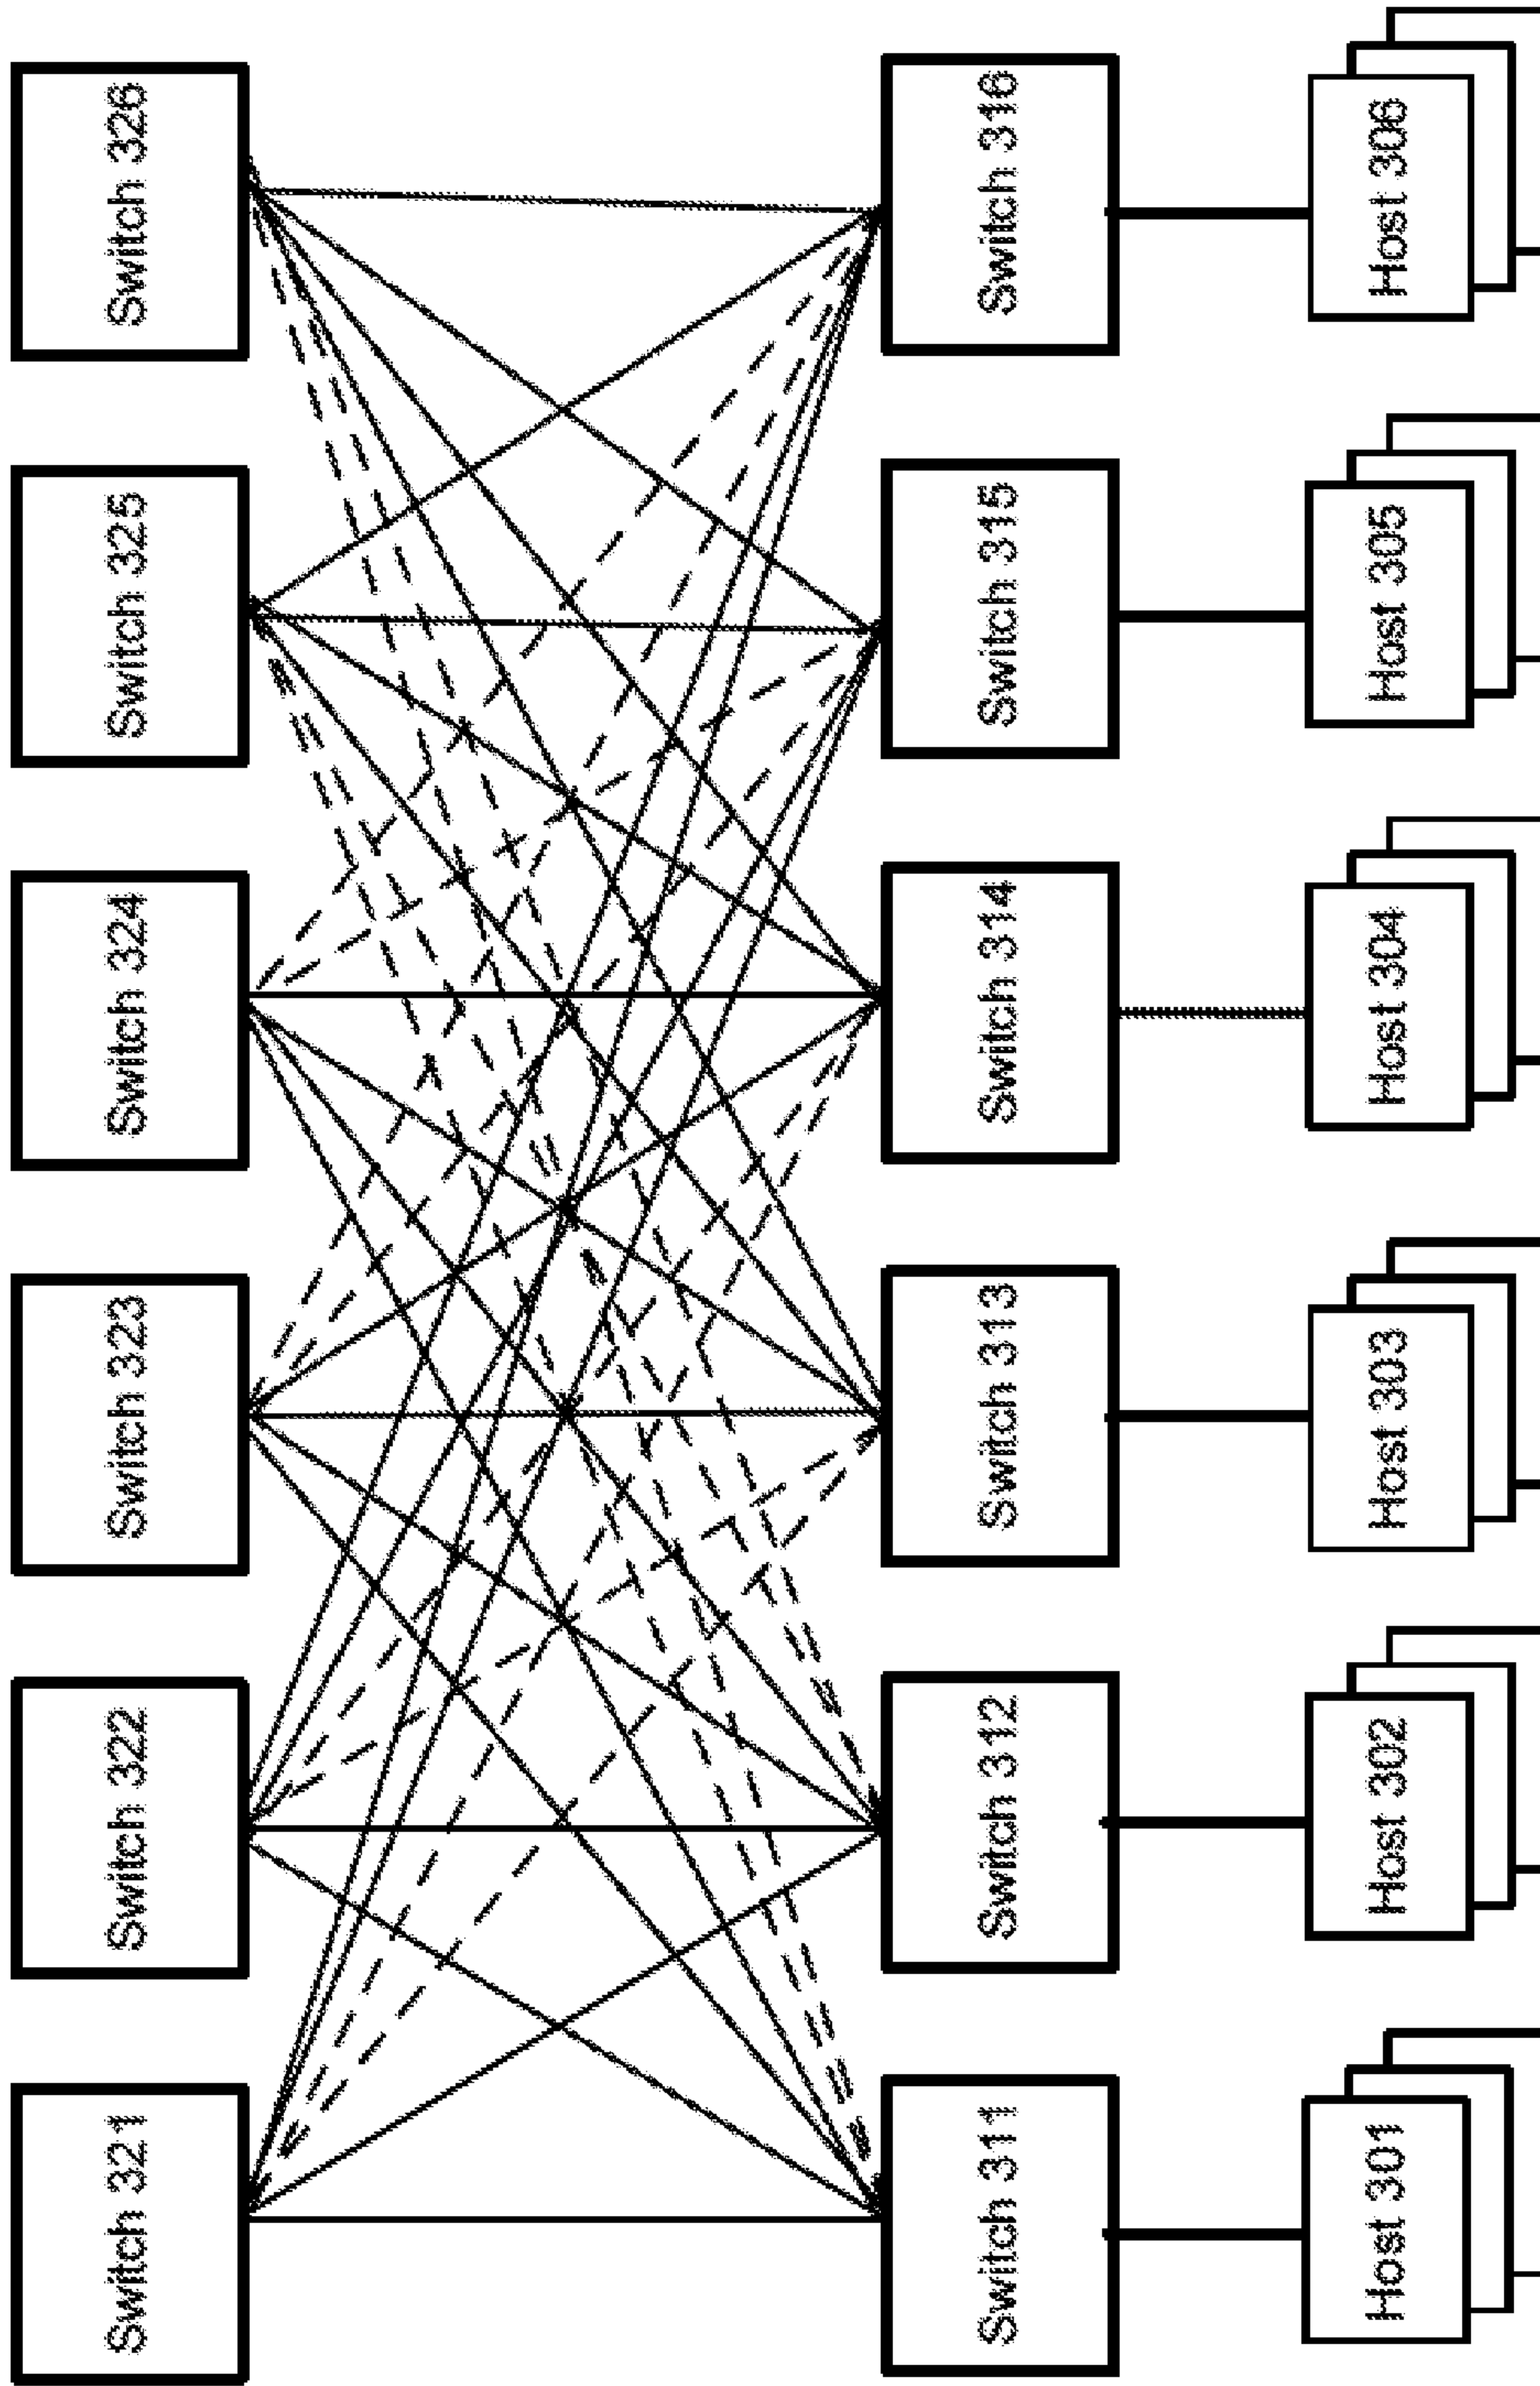 Switch 321
Switch 322
Switch 323
Switch 324
Switch 325
Switch 326
Switch 311
Switch 312
Switch 313
Switch 314
Switch 315
Switch 316
Host 301
Host 302
Host 303
Host 304
Host 305
Host 306